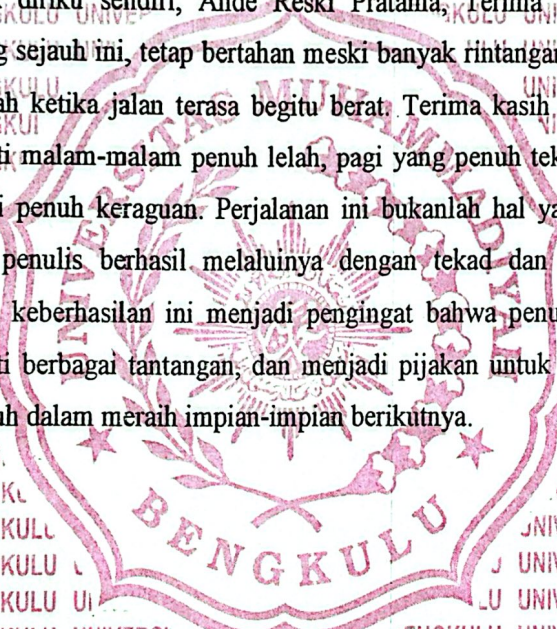 diriku sendiri, Ande Reski Pratama, Terima
sejauh ini, tetap bertahan meski banyak rintangan
ketika jalan terasa begitu berat. Terima kasih
malam-malam penuh lelah, pagi yang penuh
penuh keraguan. Perjalanan ini bukanlah hal
penulis berhasil melaluinya dengan tekad dan
keberhasilan ini menjadi pengingat bahwa
berbagai tantangan, dan menjadi pijakan untuk
dalam meraih impian-impian berikutnya.
UNIVERSITAS MUHAMMADIYAH
BENGKULU